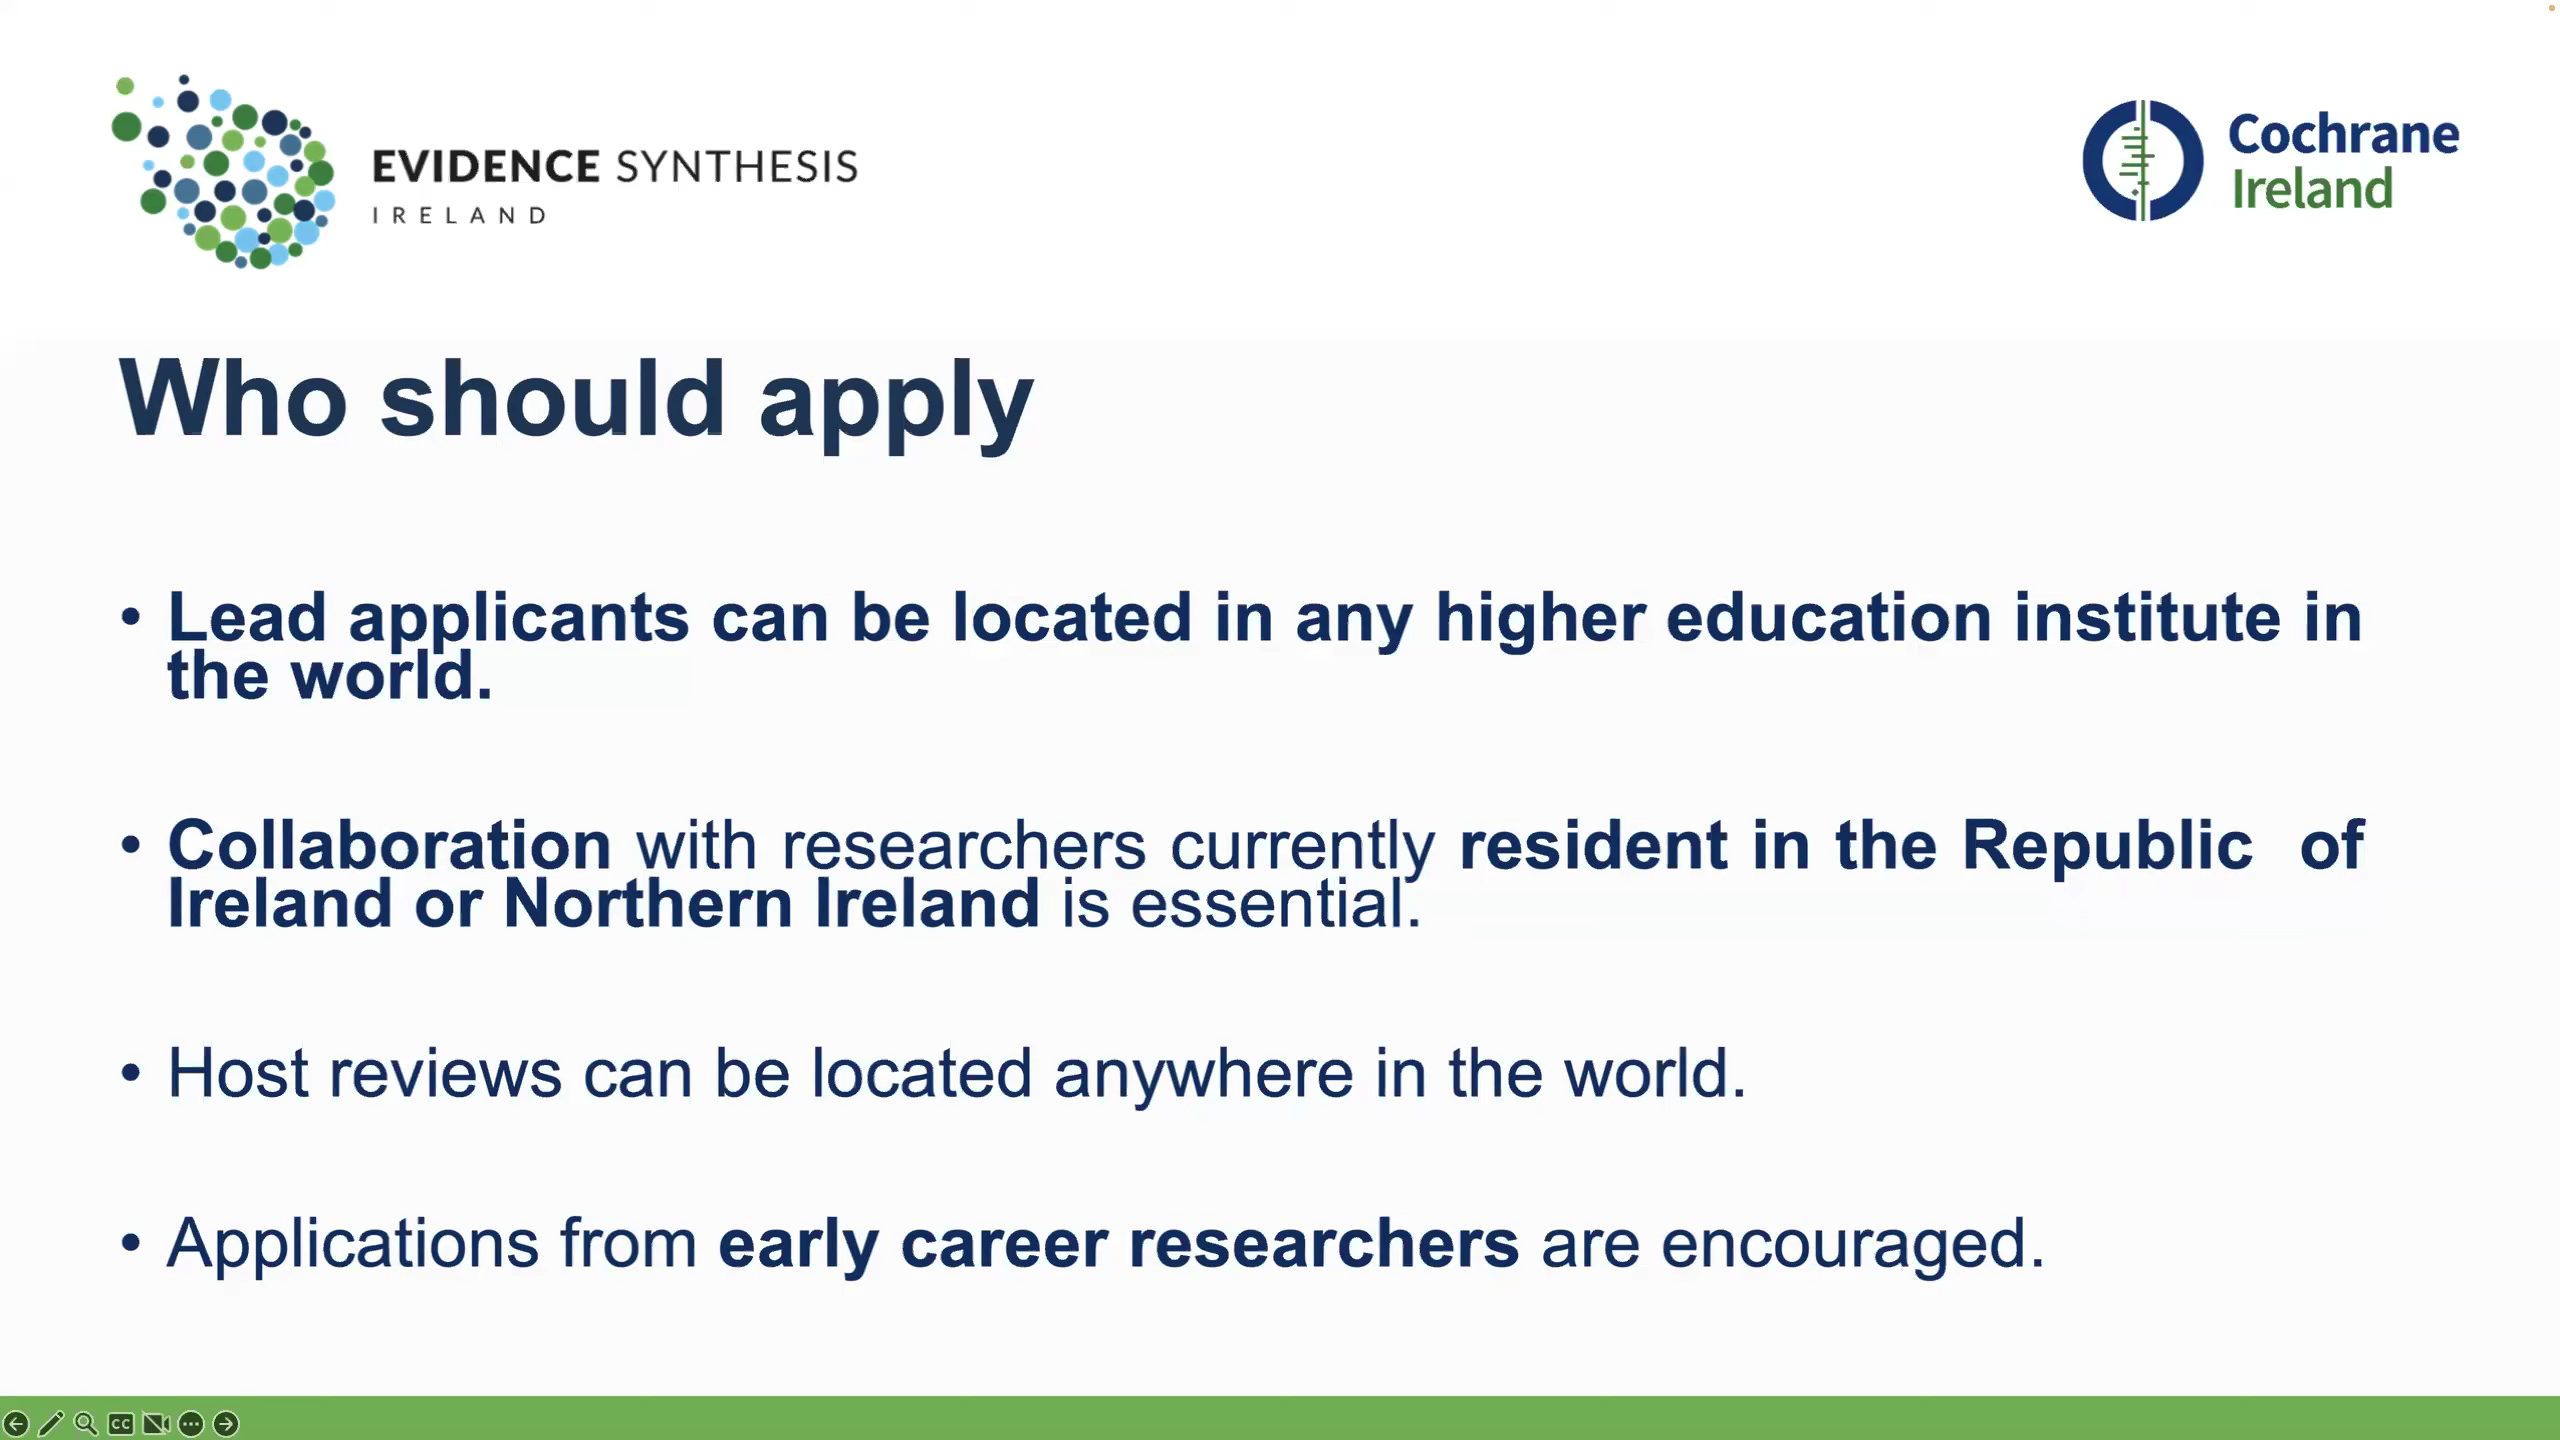 EVIDENCE SYNTHESIS
IRELAND
Cochrane
Ireland
Who should apply
• Lead applicants can be located in any higher education institute in
the world.
• Collaboration with researchers currently resident in the Republic  of
Ireland or Northern Ireland is essential.
• Host reviews can be located anywhere in the world.
• Applications from early career researchers are encouraged.
CC